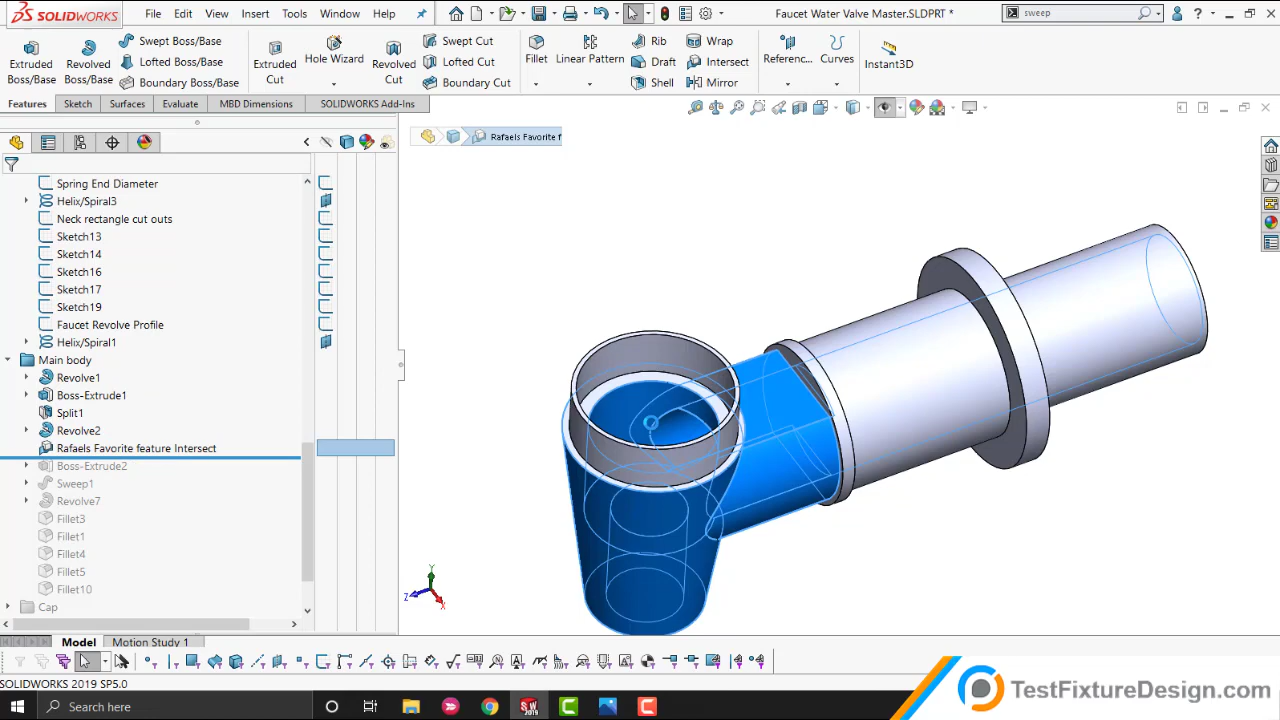 SOLIDWORKS File Edit View Insert Tools Window Help Faucet Water Valve Master.SLDPRT * sweep
Extruded Boss/Base Revolved Boss/Base Swept Boss/Base Extruded Cut Hole Wizard Revolved Cut Swept Cut Fillet Linear Pattern Rib Wrap Referenc... Curves Instant3D
Lofted Boss/Base Lofted Cut Draft Intersect
Boundary Boss/Base Boundary Cut Shell Mirror
Features Sketch Surfaces Evaluate MBD Dimensions SOLIDWORKS Add-Ins
Rafaels Favorite f
Spring End Diameter
Helix/Spiral3
Neck rectangle cut outs
Sketch13
Sketch14
Sketch16
Sketch17
Sketch19
Faucet Revolve Profile
Helix/Spiral1
Main body
Revolve1
Boss-Extrude1
Split1
Revolve2
Rafaels Favorite feature Intersect
Boss-Extrude2
Sweep1
Revolve7
Fillet3
Fillet1
Fillet4
Fillet5
Fillet10
Cap
Y
Z
X
Model Motion Study 1
SOLIDWORKS 2019 SP5.0
Search here
TestFixtureDesign.com